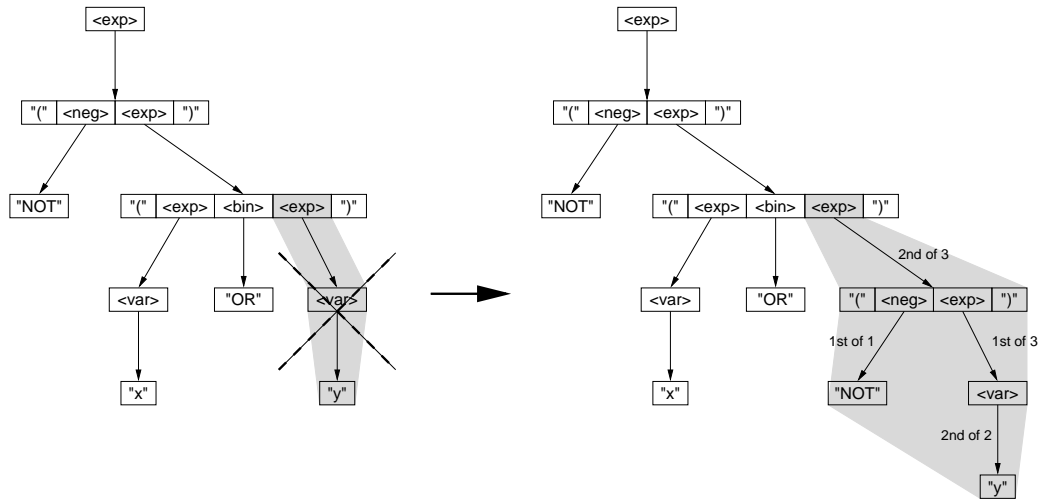 <exp>
"(" <neg> <exp> ")"
"NOT"
"(" <exp> <bin> <exp> ")"
<var>
"OR"
<var>
"x"
"y"
<exp>
"(" <neg> <exp> ")"
"NOT"
"(" <exp> <bin> <exp> ")"
2nd of 3
<var>
"OR"
"(" <neg> <exp> ")"
1st of 1
1st of 3
"x"
"NOT"
<var>
2nd of 2
"y"